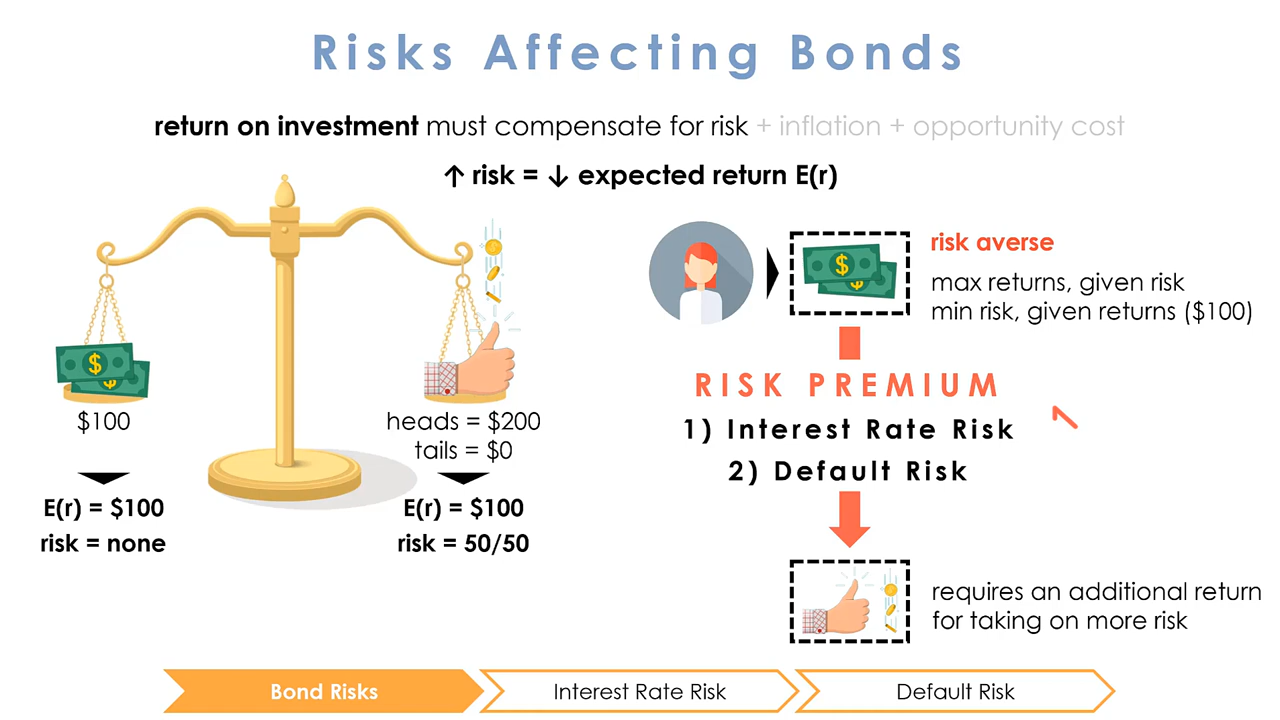 Risks Affecting Bonds
return on investment must compensate for risk + inflation + opportunity cost
↑ risk = ↓ expected return E(r)
$100
E(r) = $100
risk = none
heads = $200
tails = $0
E(r) = $100
risk = 50/50
risk averse
max returns, given risk
min risk, given returns ($100)
RISK PREMIUM
1) Interest Rate Risk
2) Default Risk
requires an additional return
for taking on more risk
Bond Risks
Interest Rate Risk
Default Risk